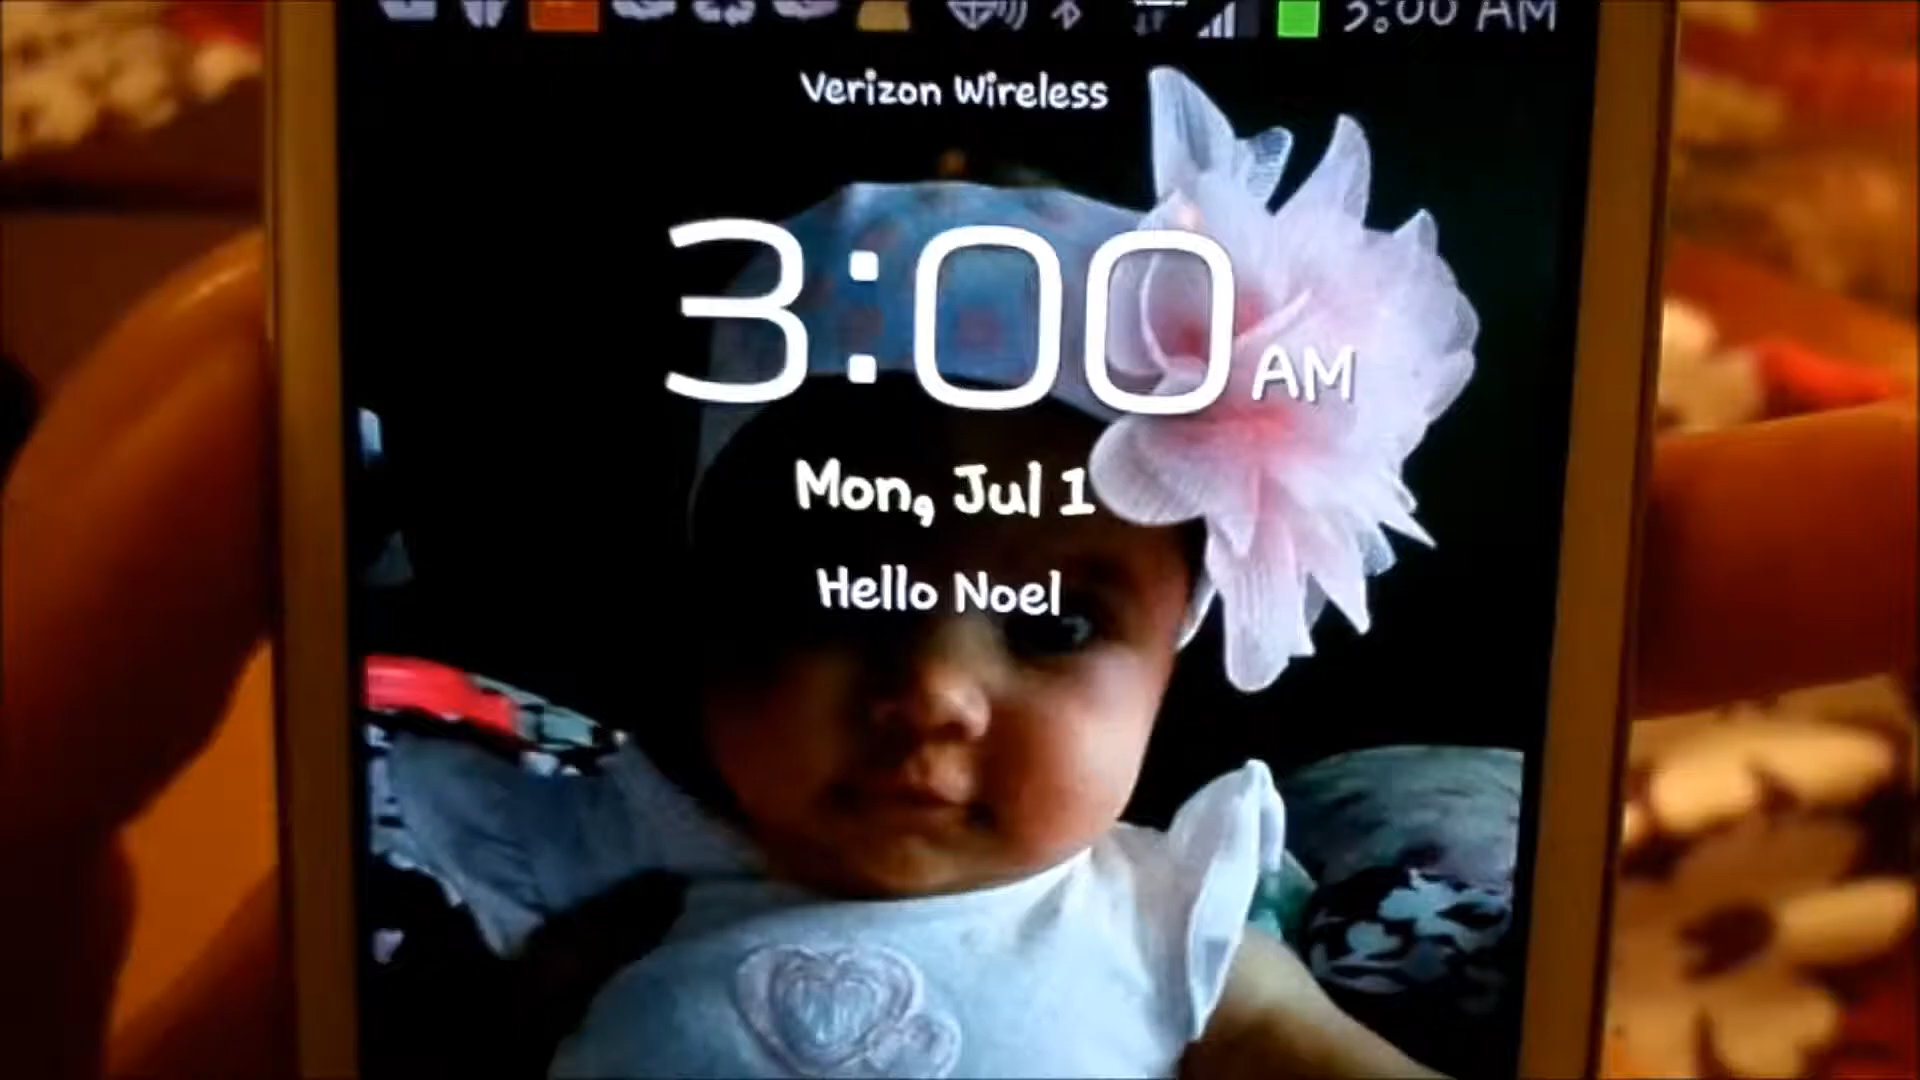 3:00 AM
Verizon Wireless
3:00 AM
Mon, Jul 1
Hello Noel